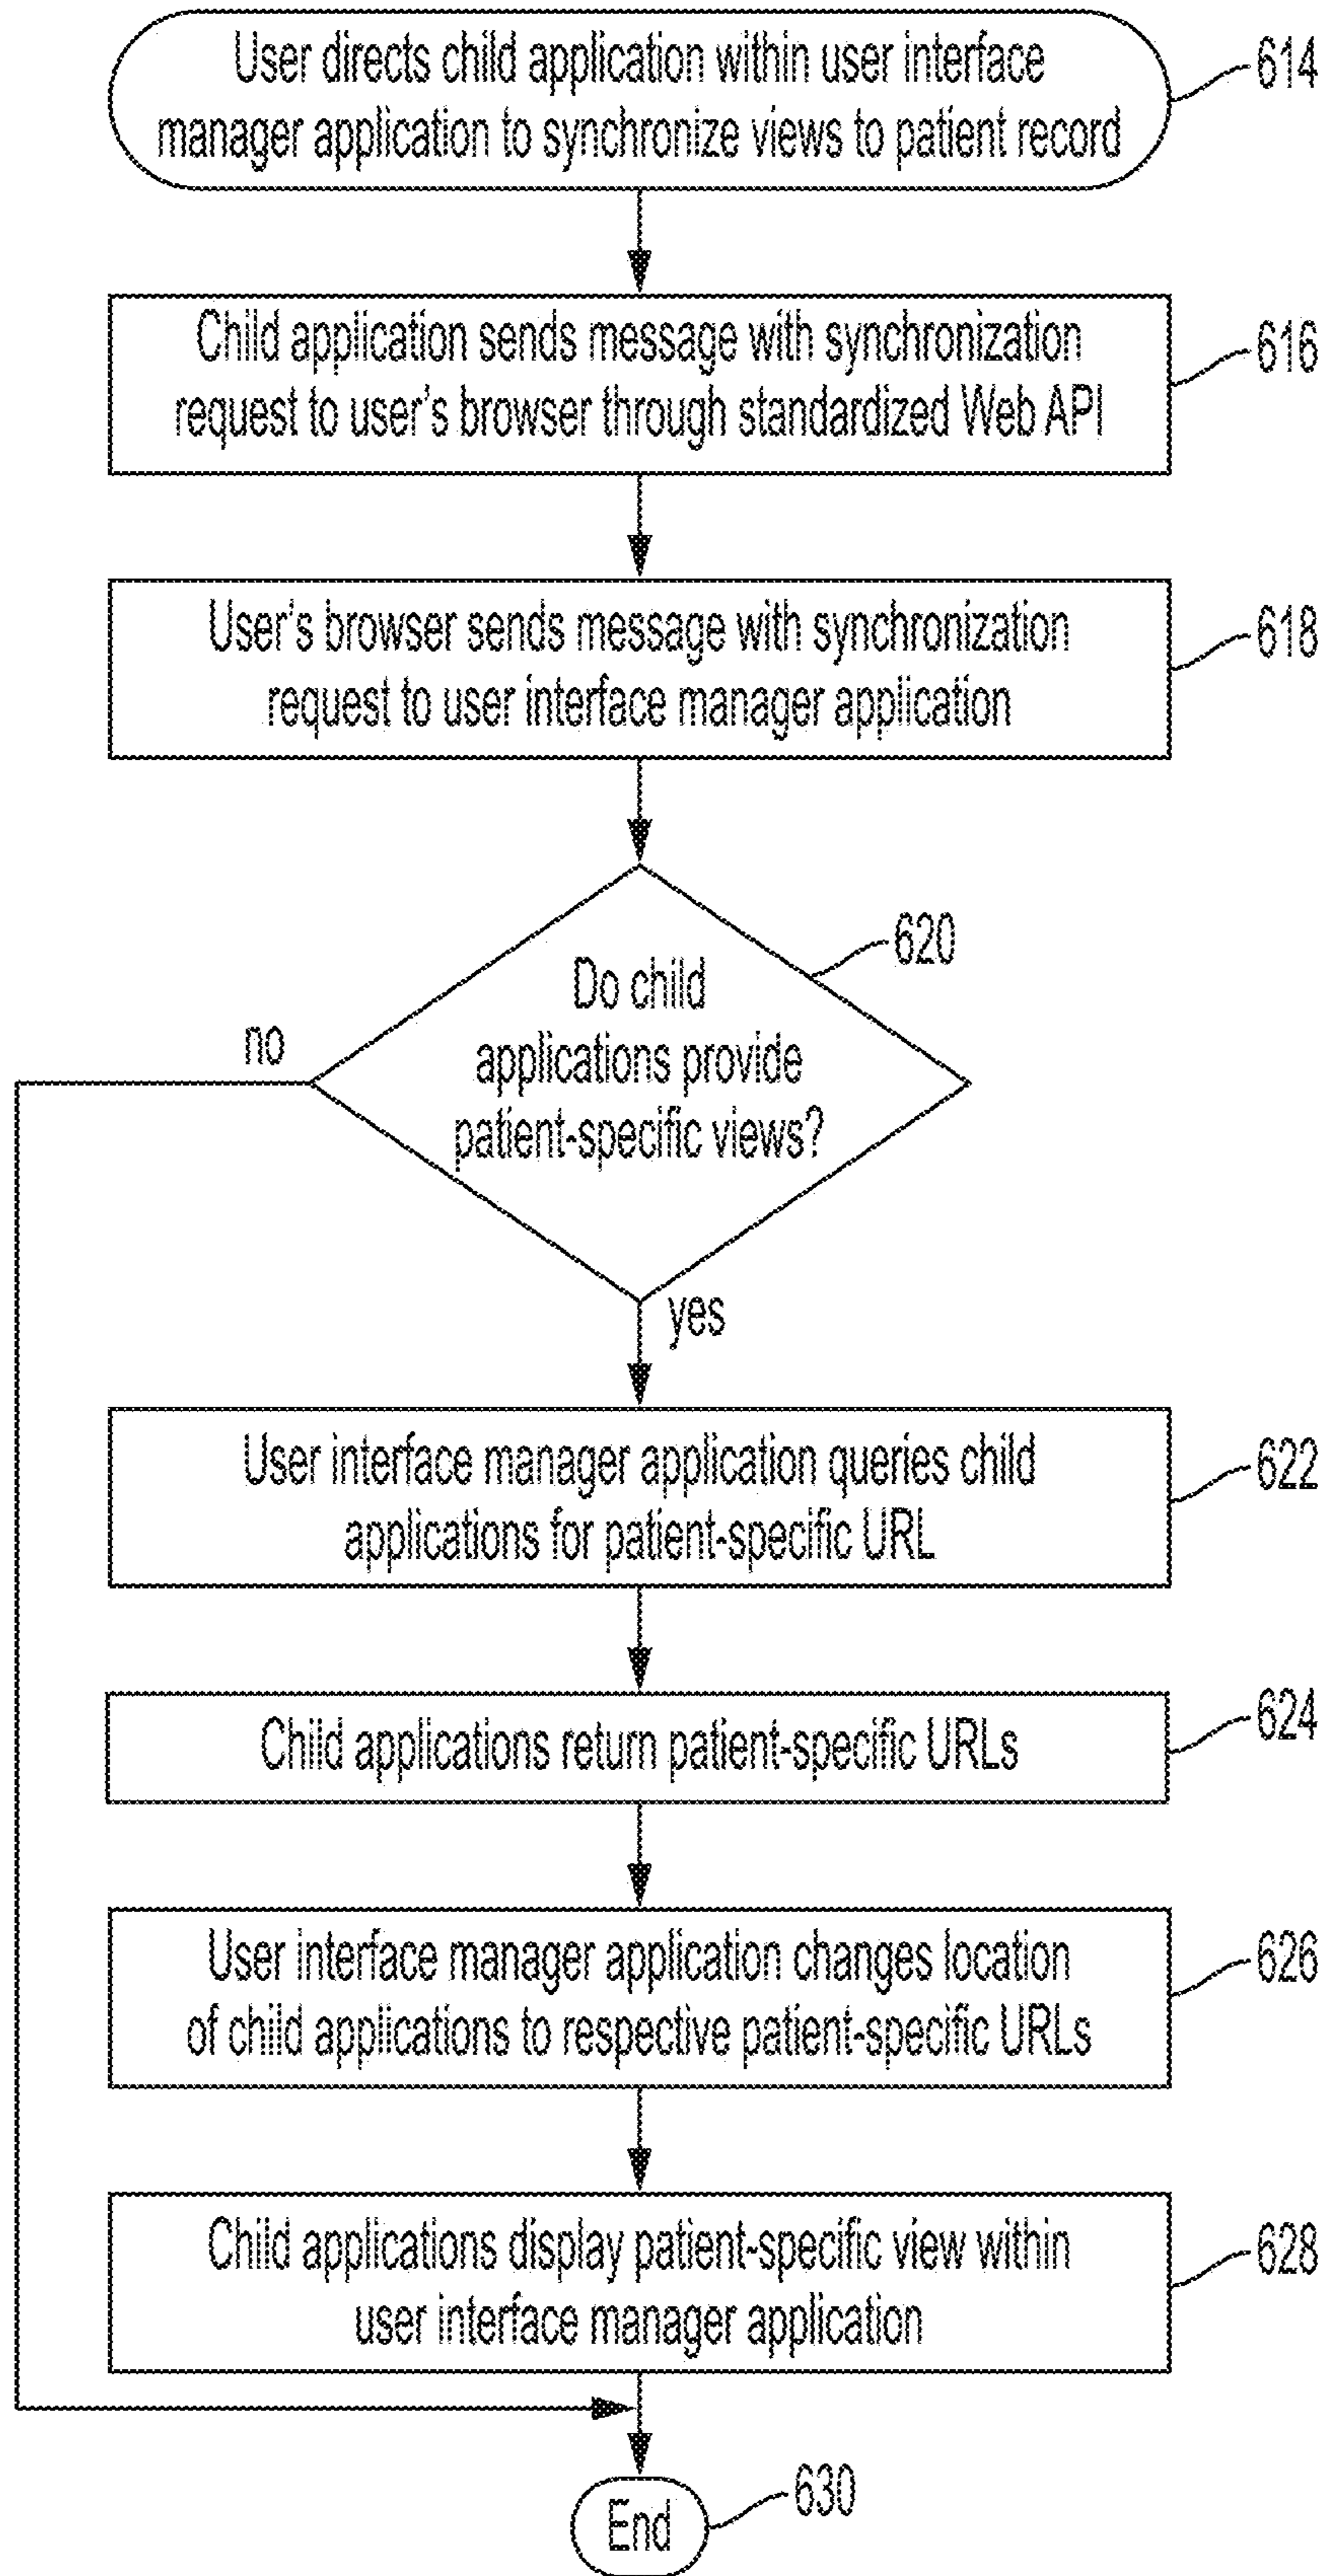 User directs child application within user interface
manager application to synchronize views to patient record
614
Child application sends message with synchronization
request to user's browser through standardized Web API
616
User's browser sends message with synchronization
request to user interface manager application
618
Do child
applications provide
patient-specific views?
620
no
yes
User interface manager application queries child
applications for patient-specific URL
622
Child applications return patient-specific URLs
624
User interface manager application changes location
of child applications to respective patient-specific URLs
626
Child applications display patient-specific view within
user interface manager application
628
End
630